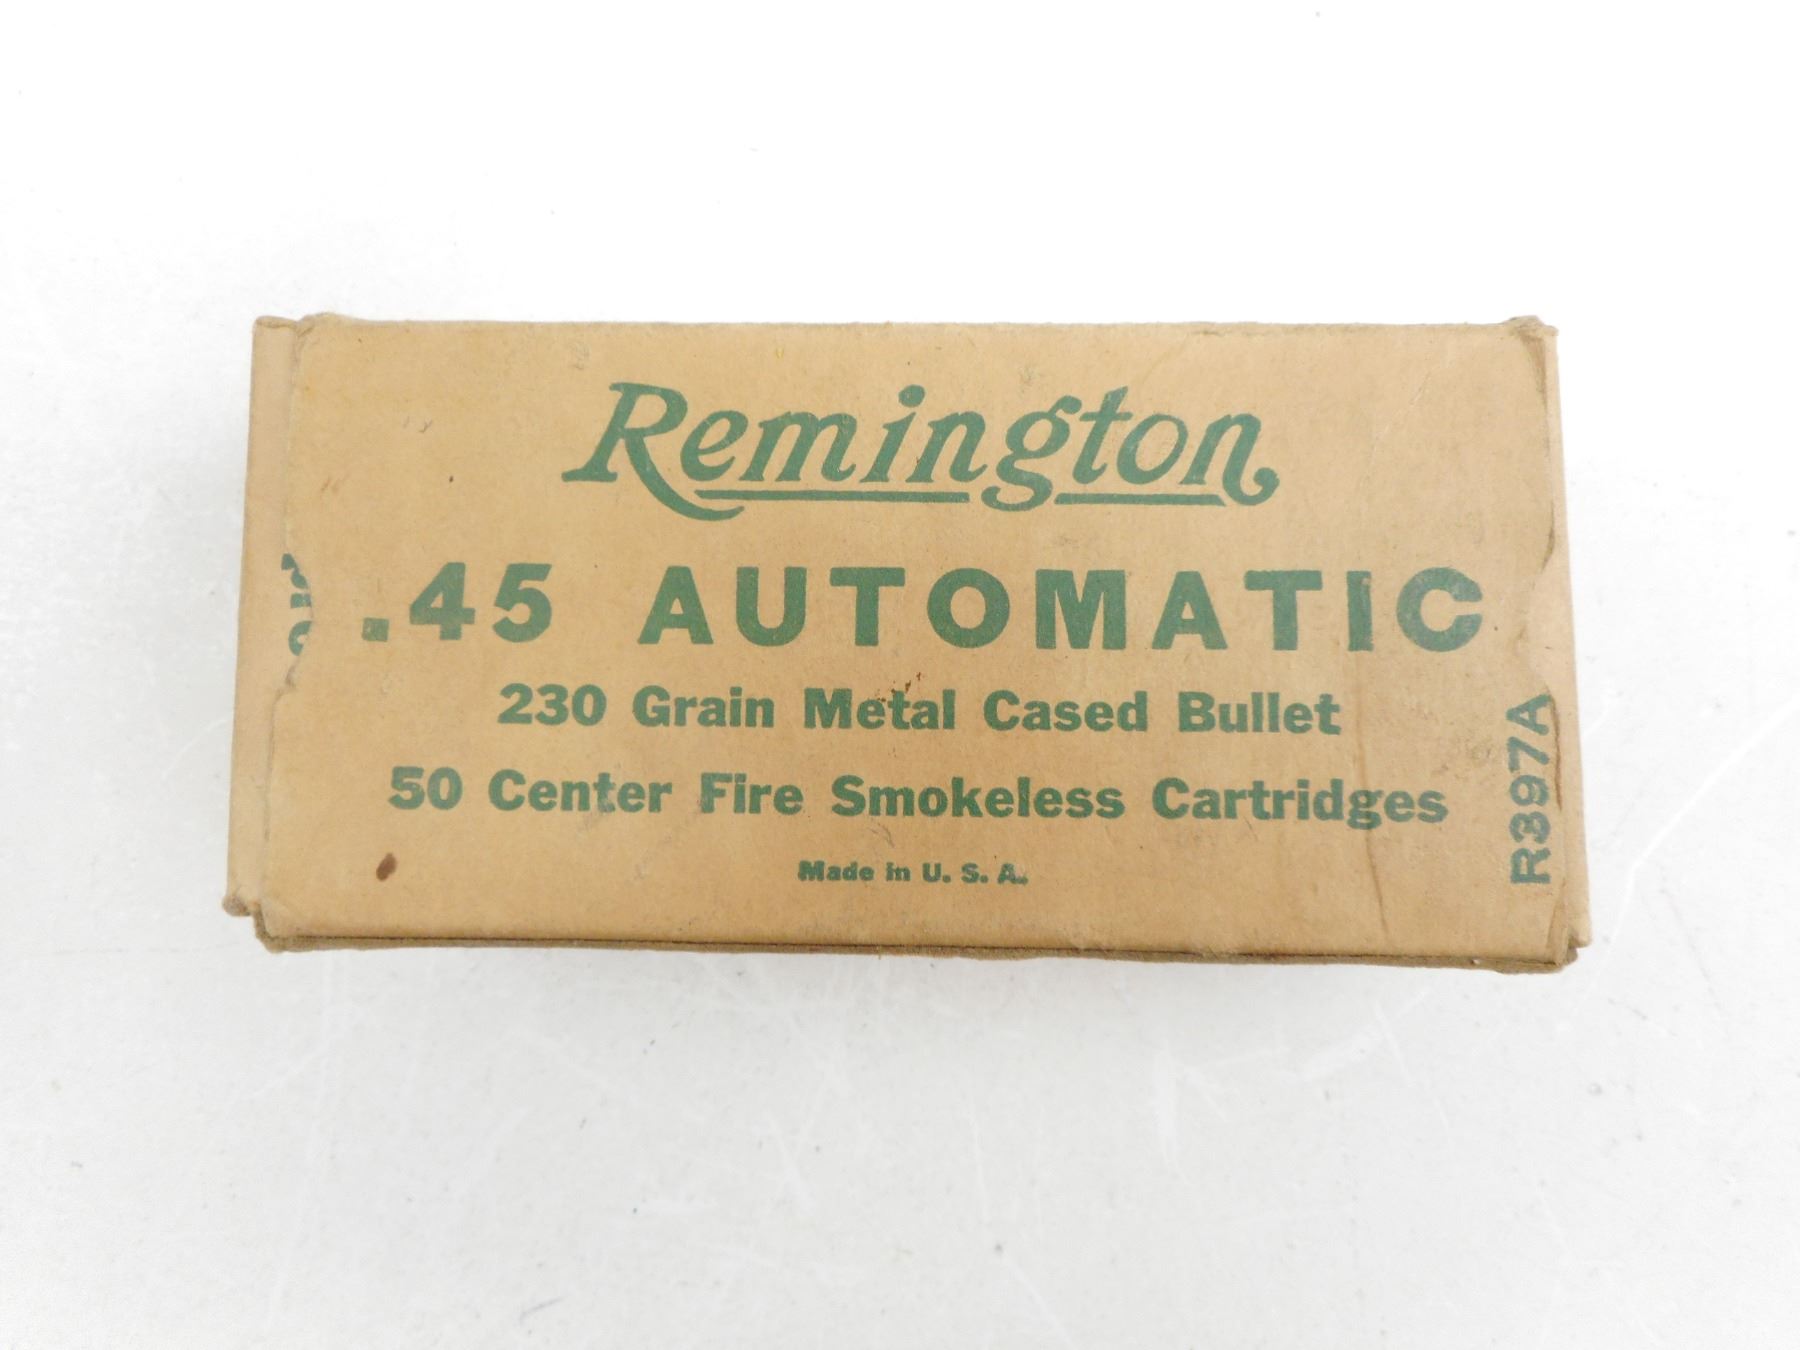 Remington
.45 AUTOMATIC
230 Grain Metal Cased Bullet
50 Center Fire Smokeless Cartridges
Made in U. S. A.
R397A